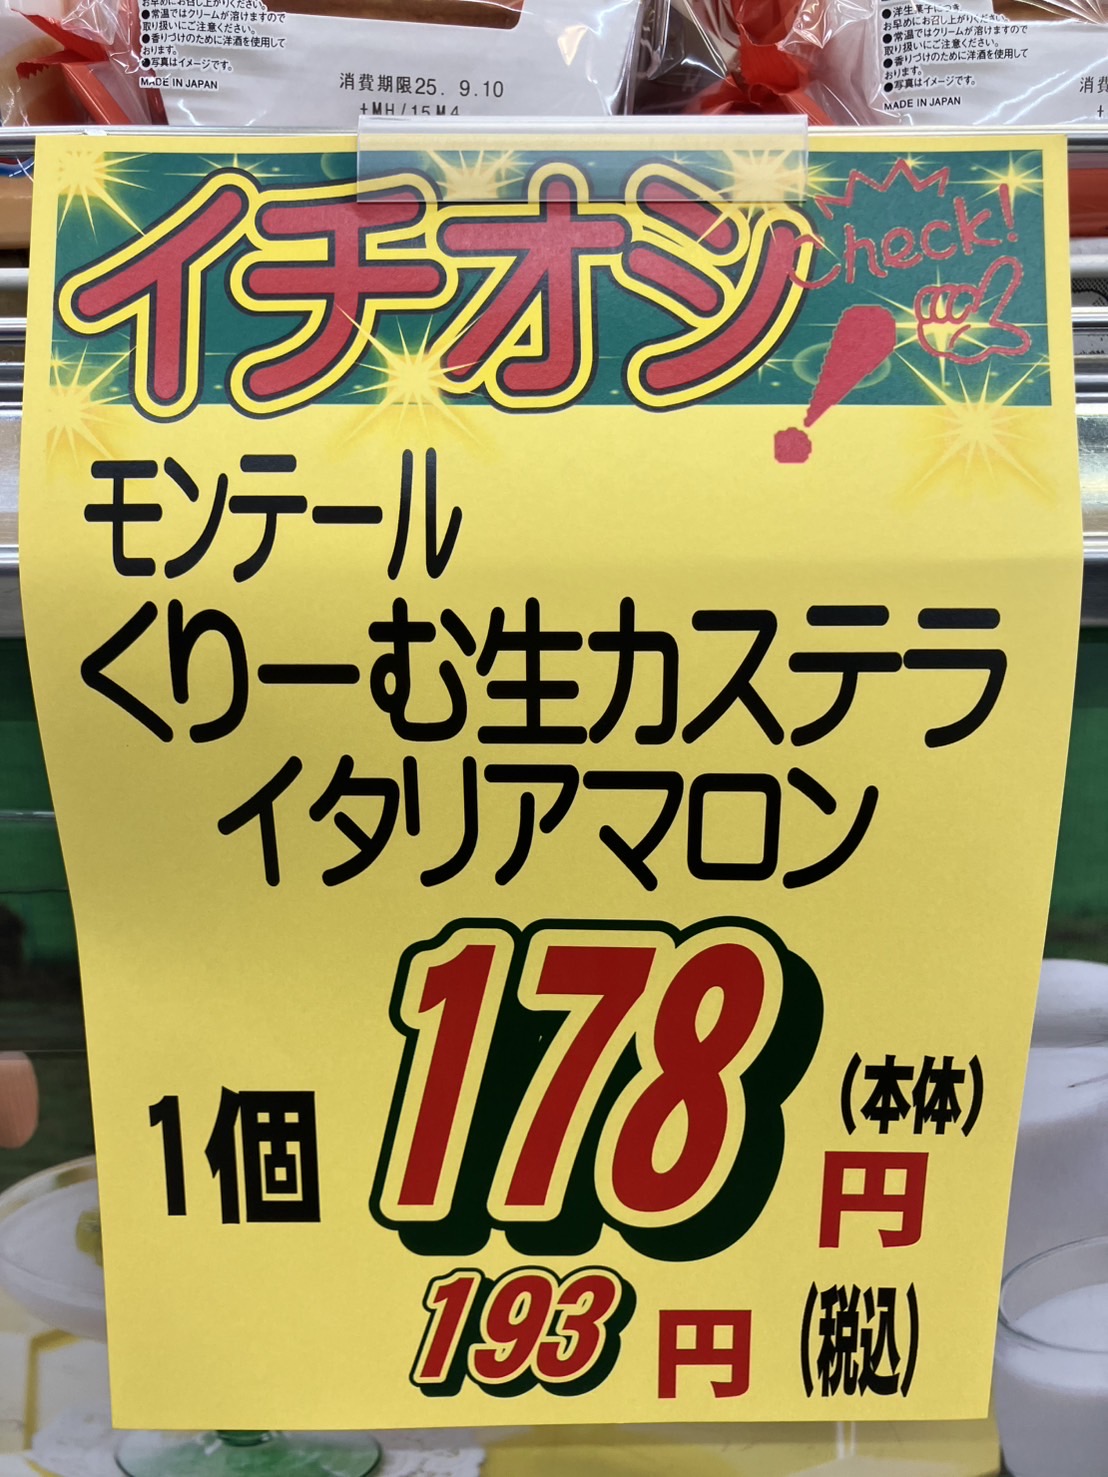 お早めにお召し上がりください。
●常温ではクリームが溶けますので
取り扱いにご注意ください。
●香りづけのために洋酒を使用して
おります。
●写真はイメージです。
MADE IN JAPAN
消費期限25. 9.10
+MH/15M4
●洋生菓子につき、
お早めにお召し上がりください。
●常温ではクリームが溶けますので
取り扱いにご注意ください。
●香りづけのために洋酒を使用して
おります。
●写真はイメージです。
MADE IN JAPAN
消費
イチオシ!
Check!
モンテール
くりーむ生カステラ
イタリアマロン
1個 178円(本体)
193円(税込)